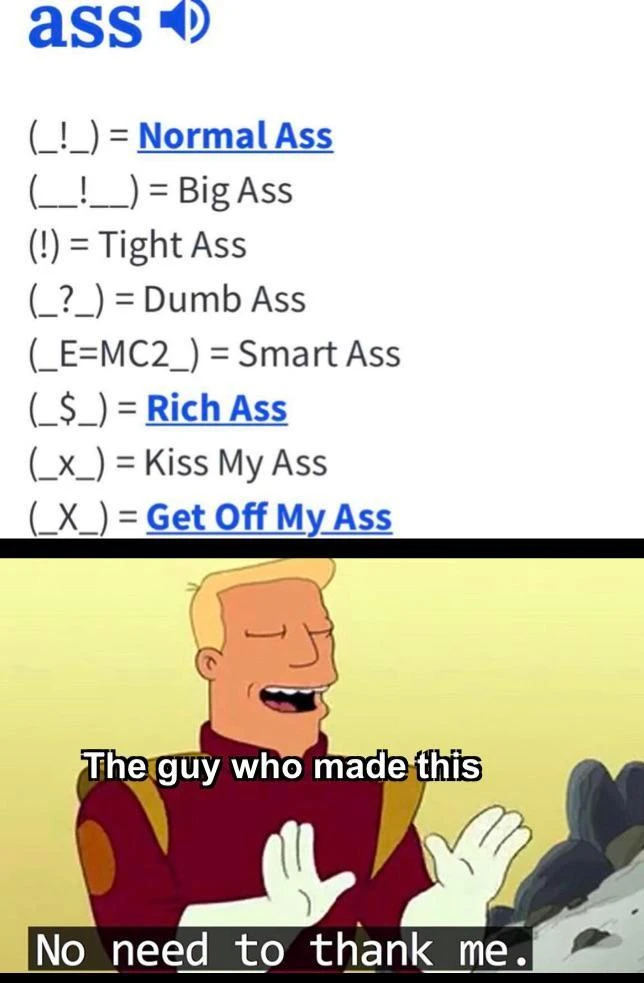 ass
(_!_) = Normal Ass
(__!__) = Big Ass
(!) = Tight Ass
(_?_) = Dumb Ass
(_E=MC2_) = Smart Ass
(_$_) = Rich Ass
(_x_) = Kiss My Ass
(_X_) = Get Off My Ass
The guy who made this
No need to thank me.